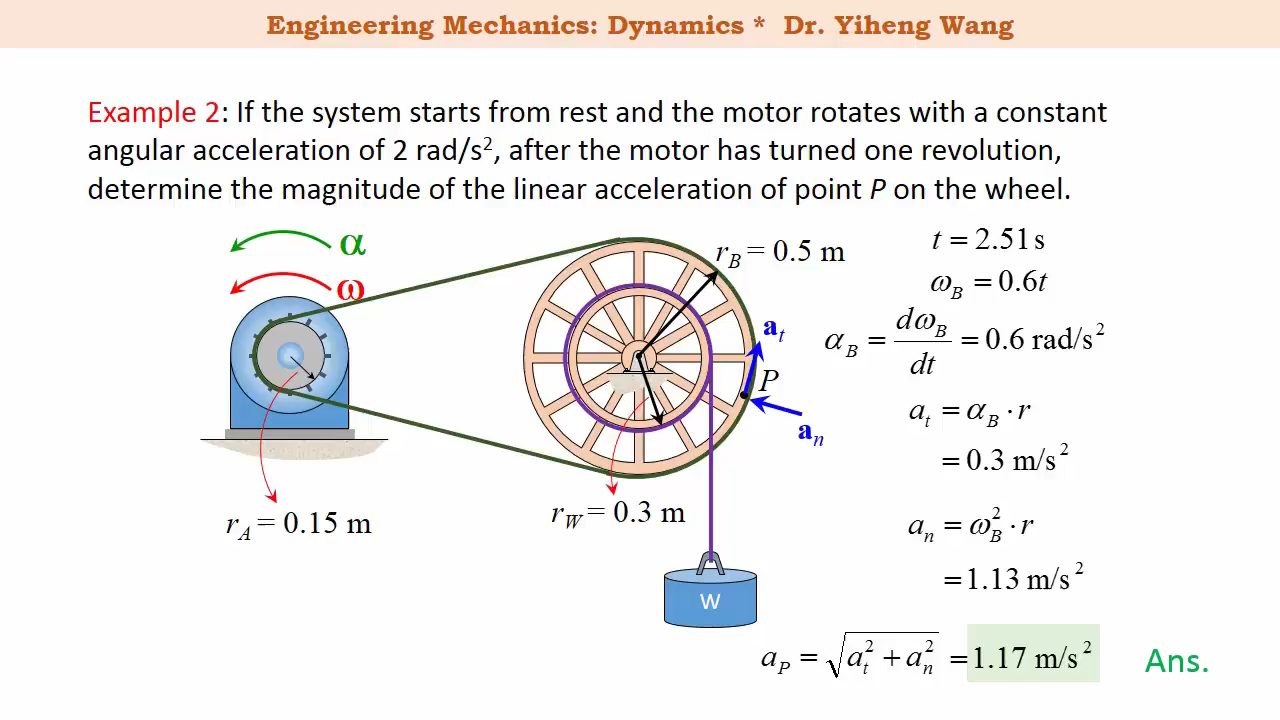 Engineering Mechanics: Dynamics * Dr. Yiheng Wang
Example 2: If the system starts from rest and the motor rotates with a constant
angular acceleration of 2 rad/s², after the motor has turned one revolution,
determine the magnitude of the linear acceleration of point P on the wheel.
α
ω
r_B = 0.5 m
a_t
P
a_n
r_A = 0.15 m
r_W = 0.3 m
W
t = 2.51 s
ω_B = 0.6t
α_B = dω_B/dt = 0.6 rad/s²
a_t = α_B · r
= 0.3 m/s²
a_n = ω_B² · r
= 1.13 m/s²
a_P = √(a_t² + a_n²) = 1.17 m/s² Ans.